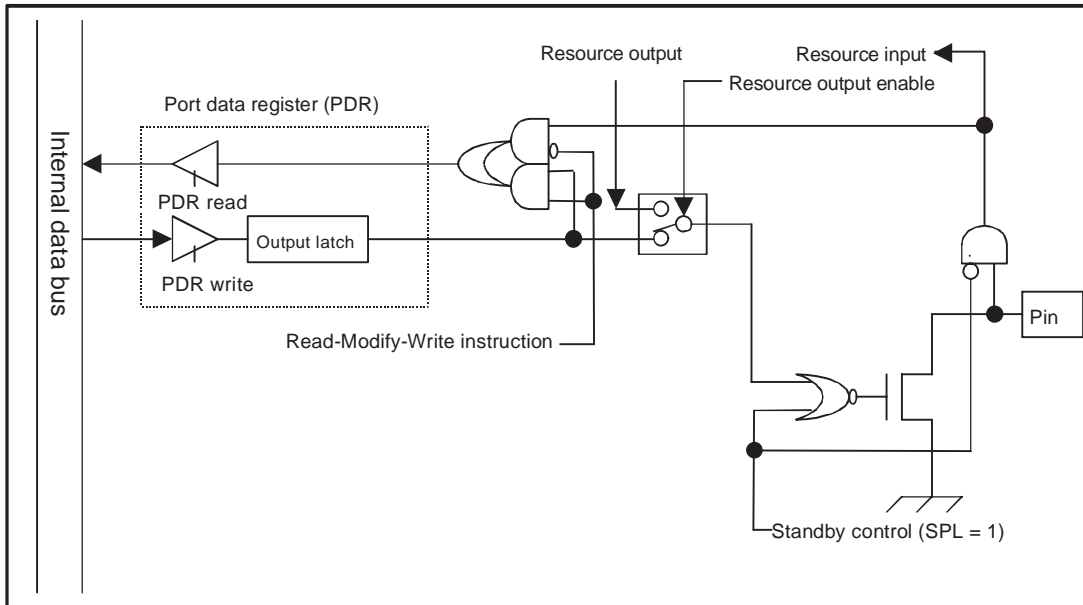 Resource output
Resource input
Resource output enable
Port data register (PDR)
Internal data bus
PDR read
Output latch
PDR write
Pin
Read-Modify-Write instruction
Standby control (SPL = 1)